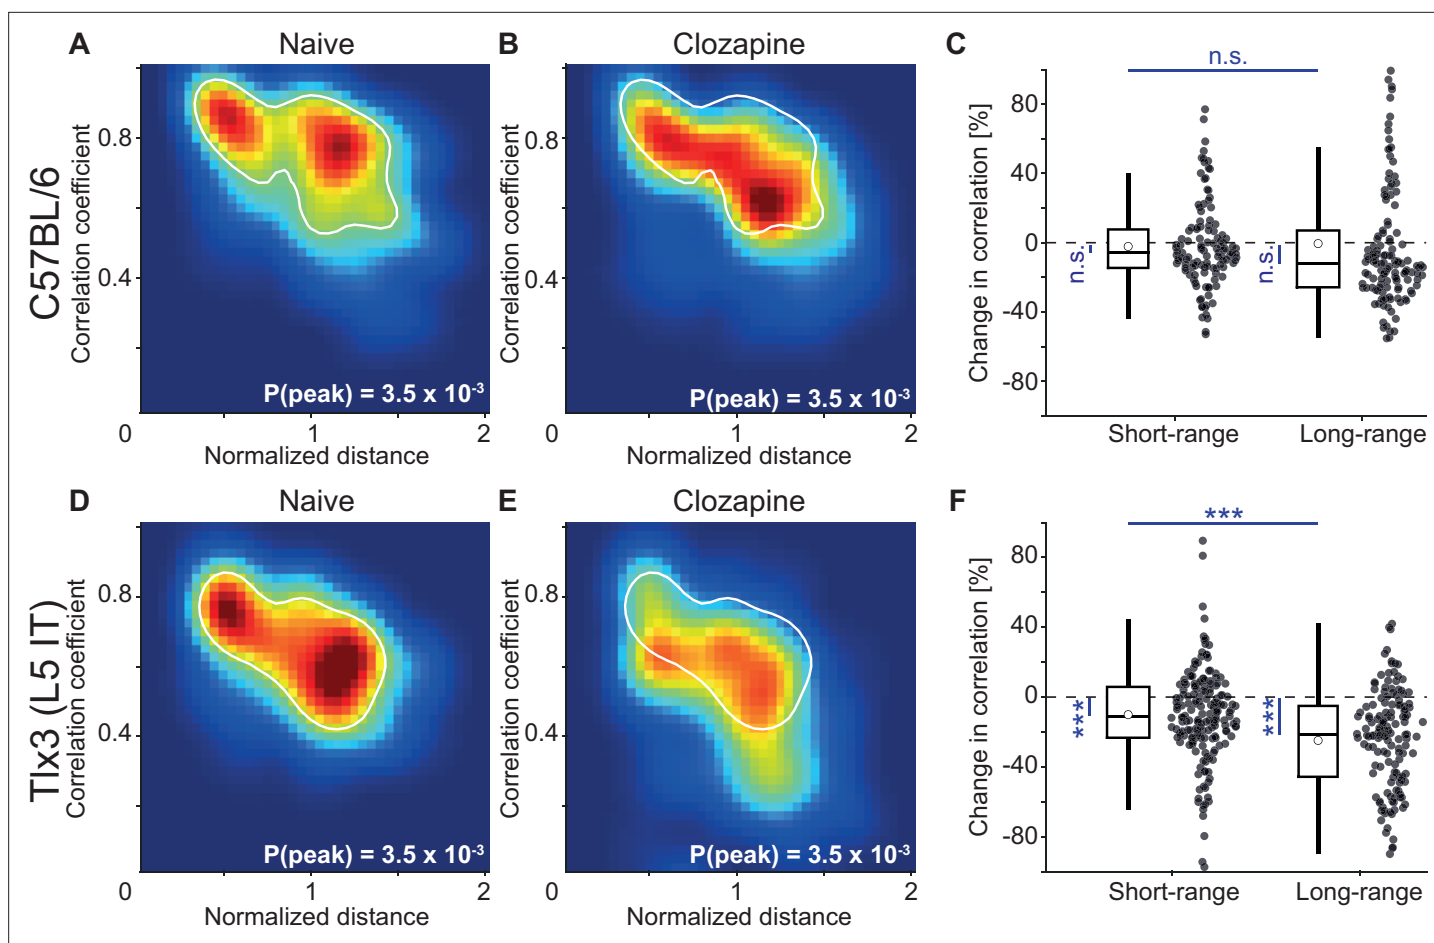 A
Naive
B
Clozapine
C
n.s.
C57BL/6
Correlation coefficient
0.8
0.4
P(peak) = 3.5 x 10-3
0
1
2
Normalized distance
Correlation coefficient
0.8
0.4
P(peak) = 3.5 x 10-3
0
1
2
Normalized distance
Change in correlation [%]
80
40
0
-40
-80
n.s.
n.s.
Short-range
Long-range
D
Naive
E
Clozapine
F
***
Tlx3 (L5 IT)
Correlation coefficient
0.8
0.4
P(peak) = 3.5 x 10-3
0
1
2
Normalized distance
Correlation coefficient
0.8
0.4
P(peak) = 3.5 x 10-3
0
1
2
Normalized distance
Change in correlation [%]
80
40
0
-40
-80
***
***
Short-range
Long-range